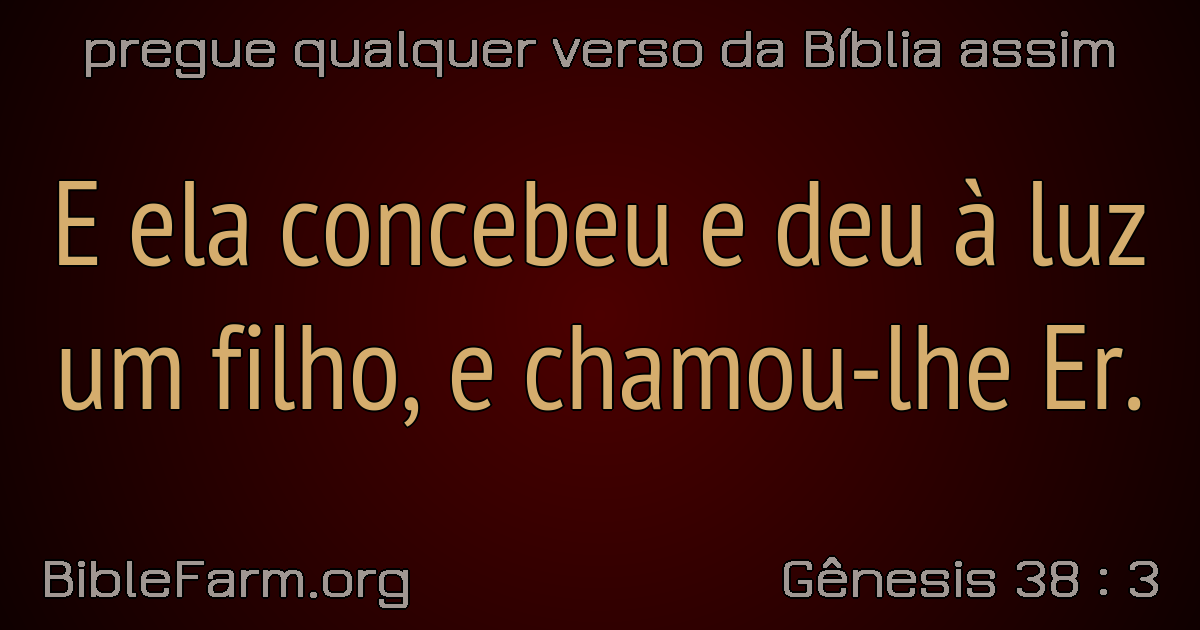 pregue qualquer verso da Bíblia assim
E ela concebeu e deu à luz
um filho, e chamou-lhe Er.
BibleFarm.org
Gênesis 38 : 3